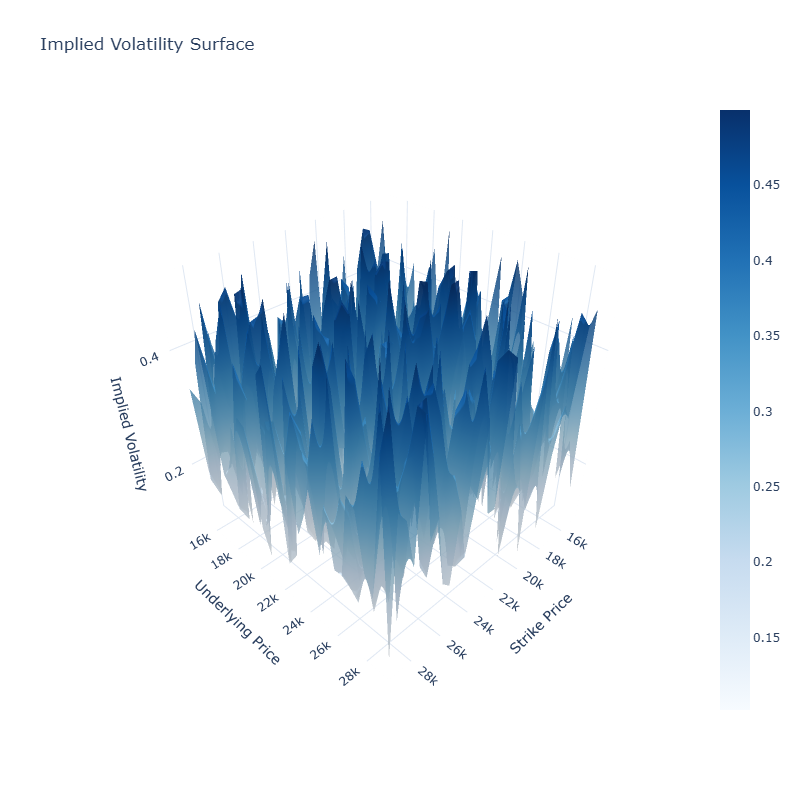 Implied Volatility Surface
0.45
0.4
0.35
0.3
0.25
0.2
0.15
0.4
0.2
Implied Volatility
16k
18k
20k
22k
24k
26k
28k
Underlying Price
16k
18k
20k
22k
24k
26k
28k
Strike Price